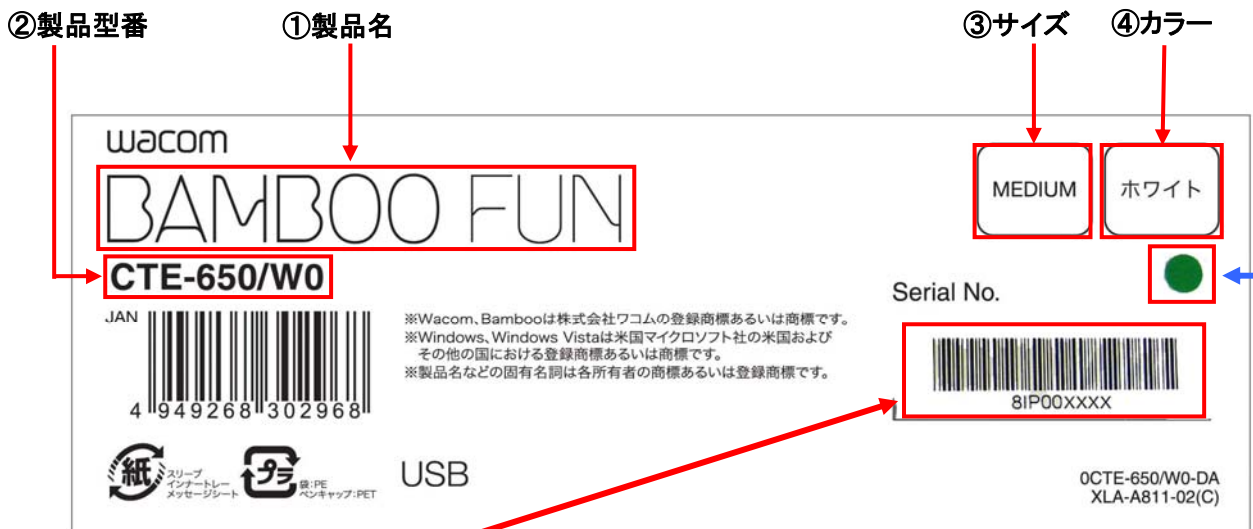 ②製品型番
①製品名
③サイズ
④カラー
wacom
BAMBOO FUN
MEDIUM
ホワイト
CTE-650/W0
Serial No.
JAN
※Wacom、Bambooは株式会社ワコムの登録商標あるいは商標です。
※Windows、Windows Vistaは米国マイクロソフト社の米国および
その他の国における登録商標あるいは商標です。
※製品名などの固有名詞は各所有者の商標あるいは登録商標です。
8IP00XXXX
4 949268 302968
紙
スリーブ
インナートレー
メッセージシート
プラ
袋:PE
ペンキャップ:PET
USB
0CTE-650/W0-DA
XLA-A811-02(C)